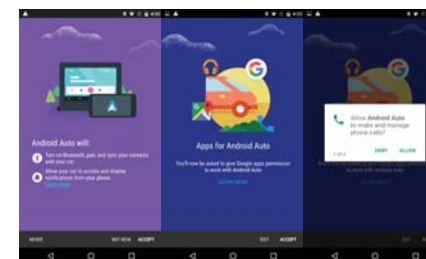 Android Auto will:
Turn on Bluetooth, pair, and sync your contacts
with your car
Allow your car to access and display
notifications from your phone.
Learn more
NEVER
NOT NOW
ACCEPT
Apps for Android Auto
You'll now be asked to give Google apps permission
to work with Android Auto
LEARN MORE
EXIT
ACCEPT
Allow Android Auto
to make and manage
phone calls?
1 of 4
DENY
ALLOW